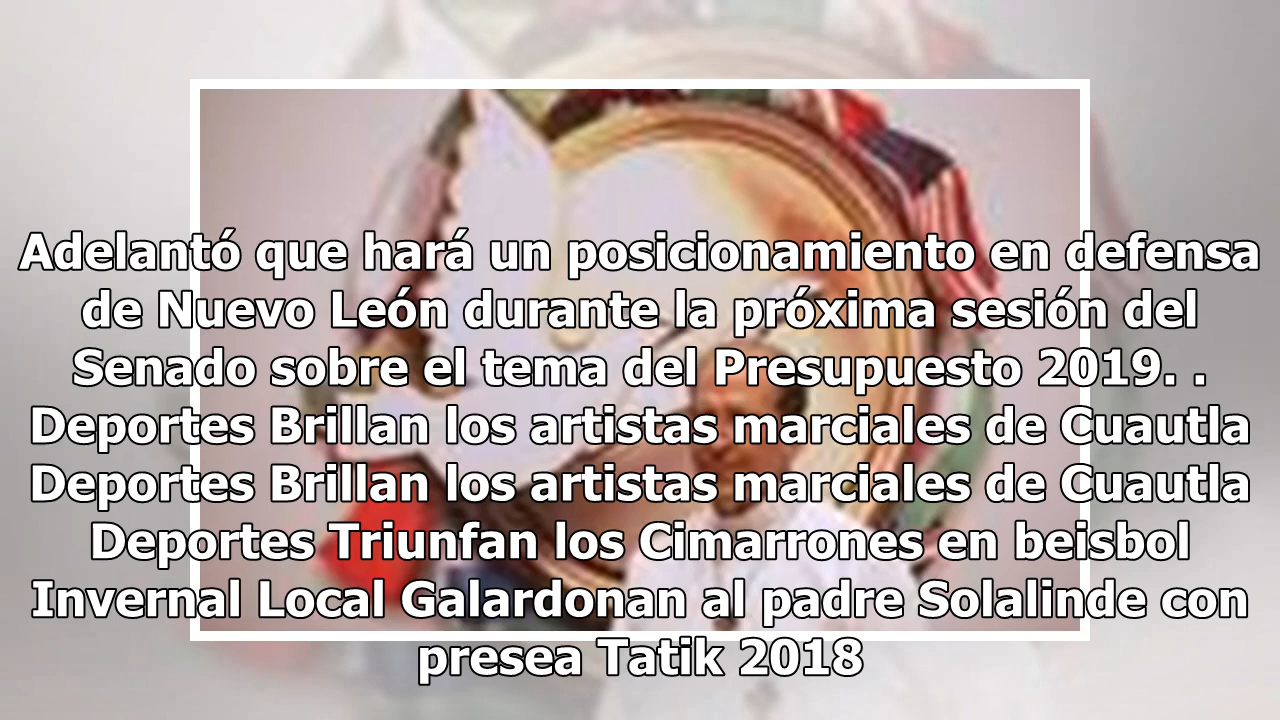 Adelantó que hará un posicionamiento en defensa
de Nuevo León durante la próxima sesión del
Senado sobre el tema del Presupuesto 2019. .
Deportes Brillan los artistas marciales de Cuautla
Deportes Brillan los artistas marciales de Cuautla
Deportes Triunfan los Cimarrones en beisbol
Invernal Local Galardonan al padre Solalinde con
presea Tatik 2018